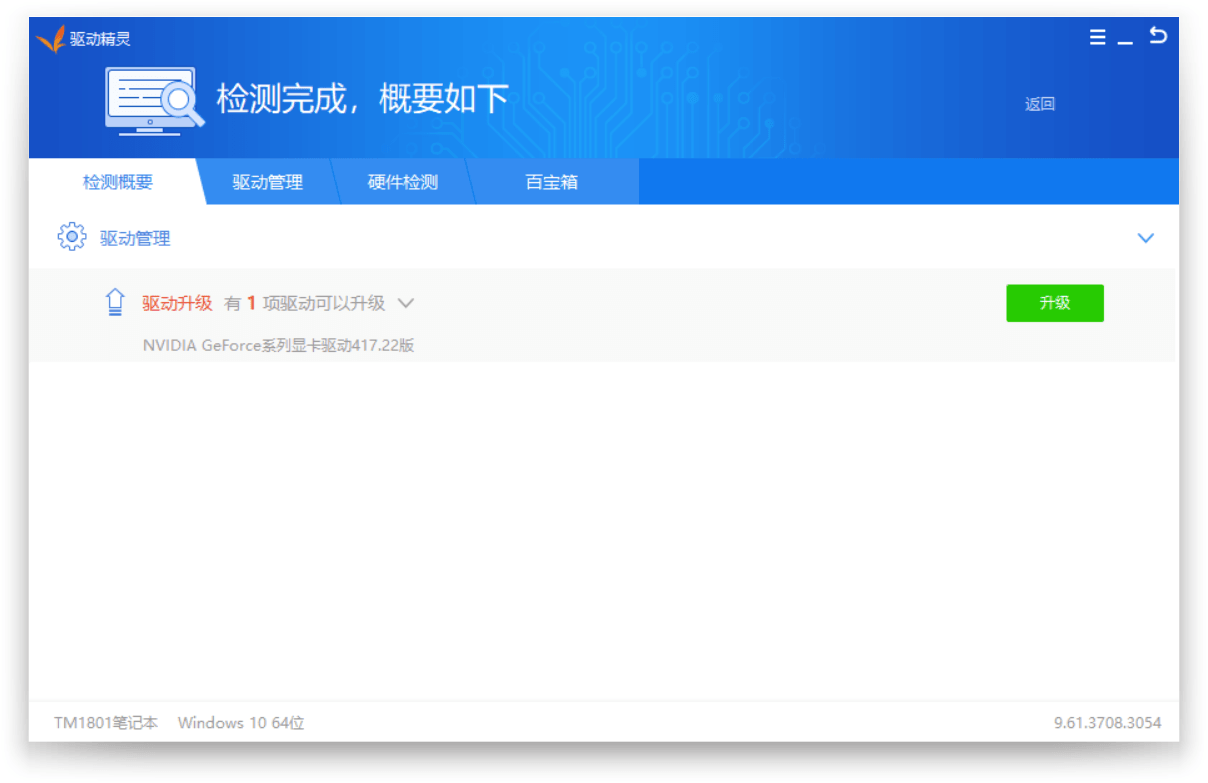 驱动精灵
检测完成，概要如下
返回
检测概要 驱动管理 硬件检测 百宝箱
驱动管理
驱动升级 有 1 项驱动可以升级
升级
NVIDIA GeForce系列显卡驱动417.22版
TM1801笔记本 Windows 10 64位 9.61.3708.3054